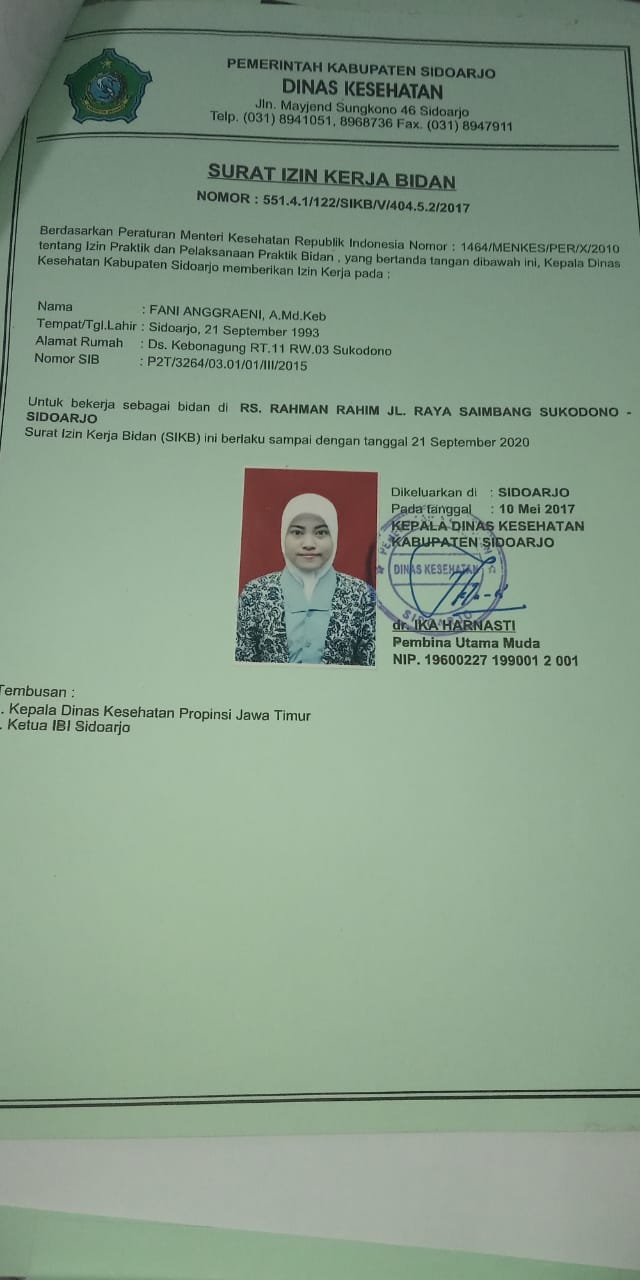 PEMERINTAH KABUPATEN SIDOARJO
DINAS KESEHATAN
Jln. Mayjend Sungkono 46 Sidoarjo
Telp. (031) 8941051, 8968736 Fax. (031) 8947911
SURAT IZIN KERJA BIDAN
NOMOR : 551.4.1/122/SIKB/V/404.5.2/2017
Berdasarkan Peraturan Menteri Kesehatan Republik Indonesia Nomor : 1464/MENKES/PER/X/2010
tentang Izin Praktik dan Pelaksanaan Praktik Bidan , yang bertanda tangan dibawah ini, Kepala Dinas
Kesehatan Kabupaten Sidoarjo memberikan Izin Kerja pada :
Nama : FANI ANGGRAENI, A.Md.Keb
Tempat/Tgl.Lahir : Sidoarjo, 21 September 1993
Alamat Rumah : Ds. Kebonagung RT.11 RW.03 Sukodono
Nomor SIB : P2T/3264/03.01/01/III/2015
Untuk bekerja sebagai bidan di RS. RAHMAN RAHIM JL. RAYA SAIMBANG SUKODONO -
SIDOARJO
Surat Izin Kerja Bidan (SIKB) ini berlaku sampai dengan tanggal 21 September 2020
Dikeluarkan di : SIDOARJO
Pada tanggal : 10 Mei 2017
KEPALA DINAS KESEHATAN
KABUPATEN SIDOARJO
DINAS KESEHATAN
dr. IKA HARNASTI
Pembina Utama Muda
NIP. 19600227 199001 2 001
Tembusan :
. Kepala Dinas Kesehatan Propinsi Jawa Timur
. Ketua IBI Sidoarjo